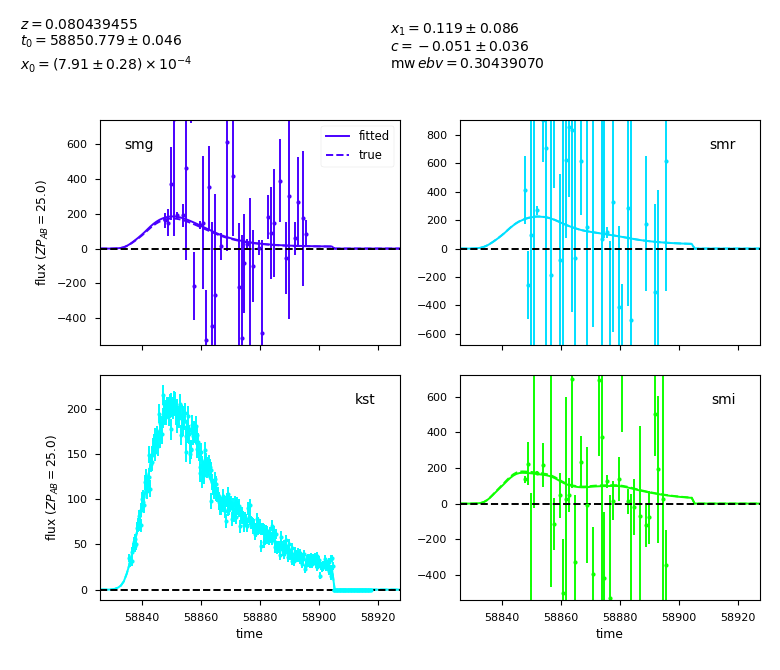 z = 0.080439455
t0 = 58850.779 ± 0.046
x0 = (7.91 ± 0.28) × 10^−4
x1 = 0.119 ± 0.086
c = −0.051 ± 0.036
mw ebv = 0.30439070
smg
fitted
true
600
400
200
0
−200
−400
flux (ZP_AB = 25.0)
smr
800
600
400
200
0
−200
−400
−600
kst
200
150
100
50
0
flux (ZP_AB = 25.0)
58840 58860 58880 58900 58920
time
smi
600
400
200
0
−200
−400
58840 58860 58880 58900 58920
time